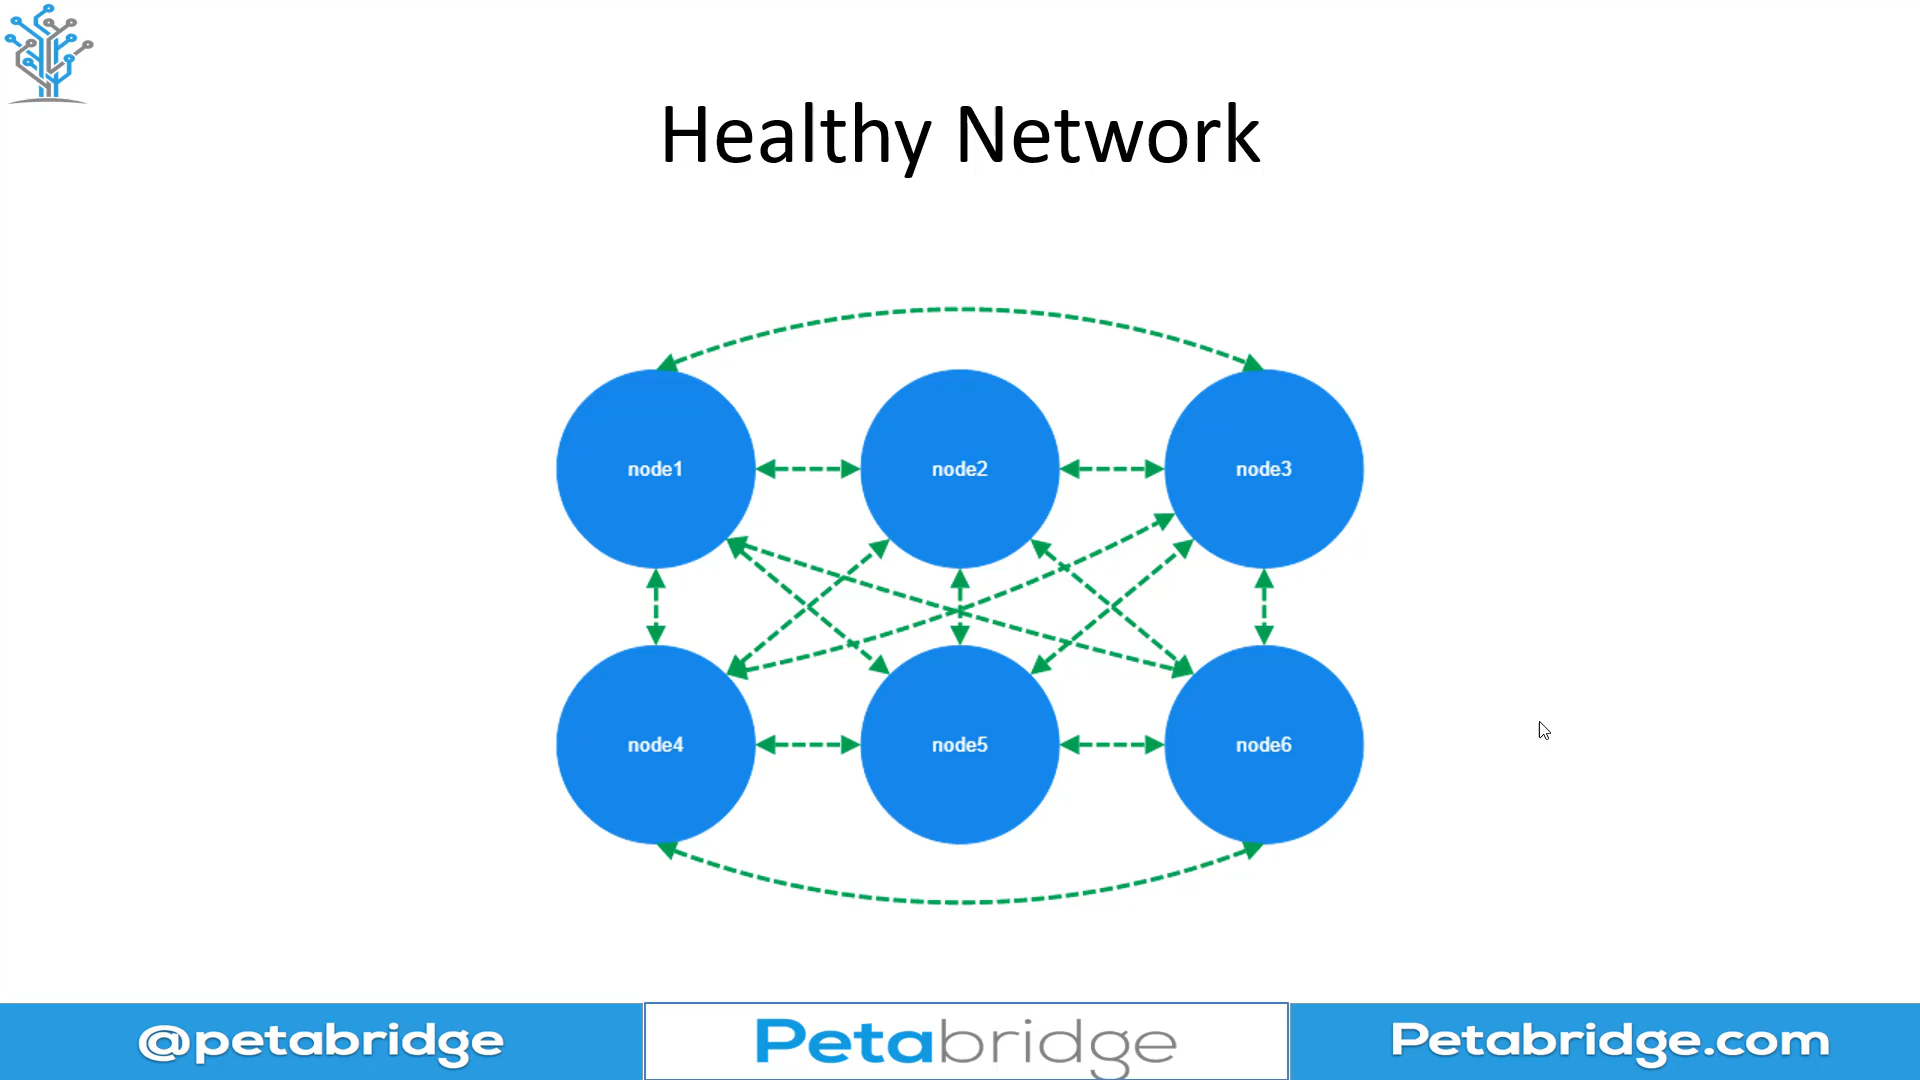 Healthy Network
node1
node2
node3
node4
node5
node6
@petabridge
Petabridge
Petabridge.com